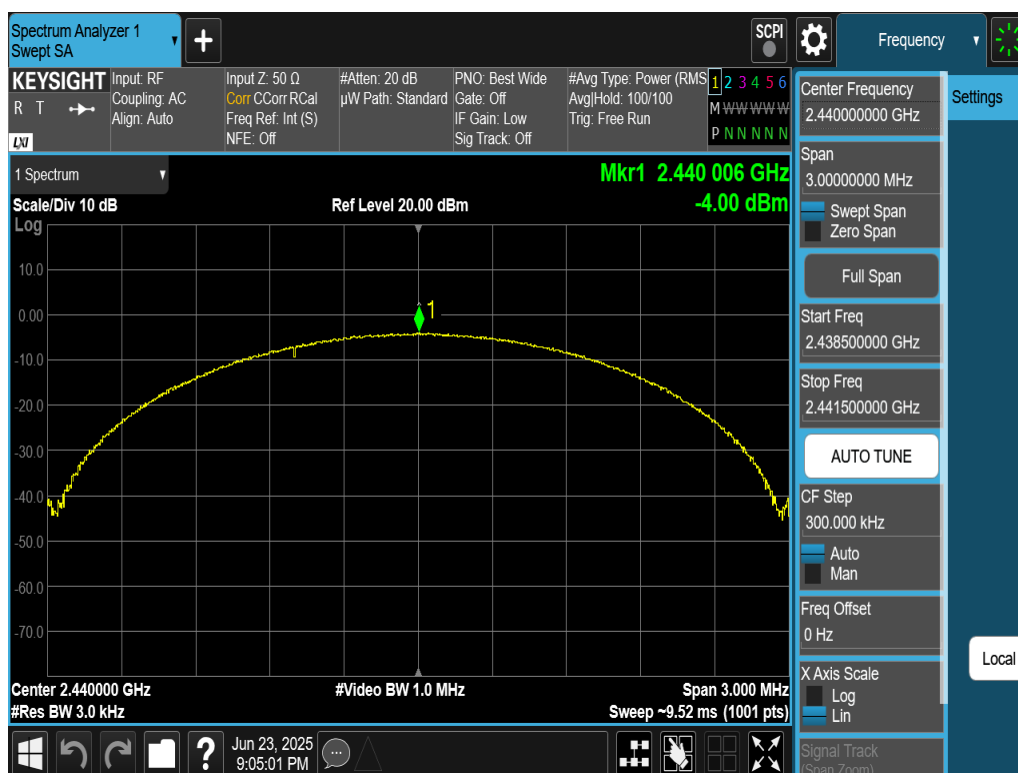 Spectrum Analyzer 1
Swept SA
+
SCPI
Frequency
KEYSIGHT
R T
LXI
Input: RF
Coupling: AC
Align: Auto
Input Z: 50 Ω
Corr CCorr RCal
Freq Ref: Int (S)
NFE: Off
#Atten: 20 dB
µW Path: Standard
PNO: Best Wide
Gate: Off
IF Gain: Low
Sig Track: Off
#Avg Type: Power (RMS
Avg|Hold: 100/100
Trig: Free Run
1 2 3 4 5 6
M W W W W W
P N N N N N
1 Spectrum
Mkr1 2.440 006 GHz
Scale/Div 10 dB
Ref Level 20.00 dBm
-4.00 dBm
Log
10.0
0.00
1
-10.0
-20.0
-30.0
-40.0
-50.0
-60.0
-70.0
Center 2.440000 GHz
#Video BW 1.0 MHz
Span 3.000 MHz
#Res BW 3.0 kHz
Sweep ~9.52 ms (1001 pts)
Center Frequency
2.440000000 GHz
Settings
Span
3.00000000 MHz
Swept Span
Zero Span
Full Span
Start Freq
2.438500000 GHz
Stop Freq
2.441500000 GHz
AUTO TUNE
CF Step
300.000 kHz
Auto
Man
Freq Offset
0 Hz
Local
X Axis Scale
Log
Lin
Signal Track
(Span Zoom)
?
Jun 23, 2025
9:05:01 PM